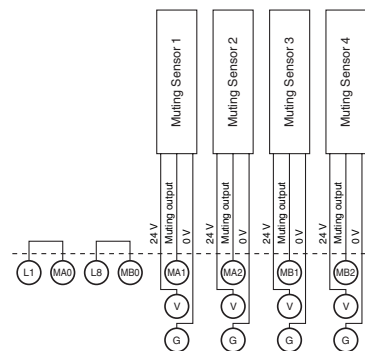 Muting Sensor 1
Muting Sensor 2
Muting Sensor 3
Muting Sensor 4
24 V
Muting output
0 V
24 V
Muting output
0 V
24 V
Muting output
0 V
24 V
Muting output
0 V
L1
MA0
L8
MB0
MA1
MA2
MB1
MB2
V
V
V
V
G
G
G
G